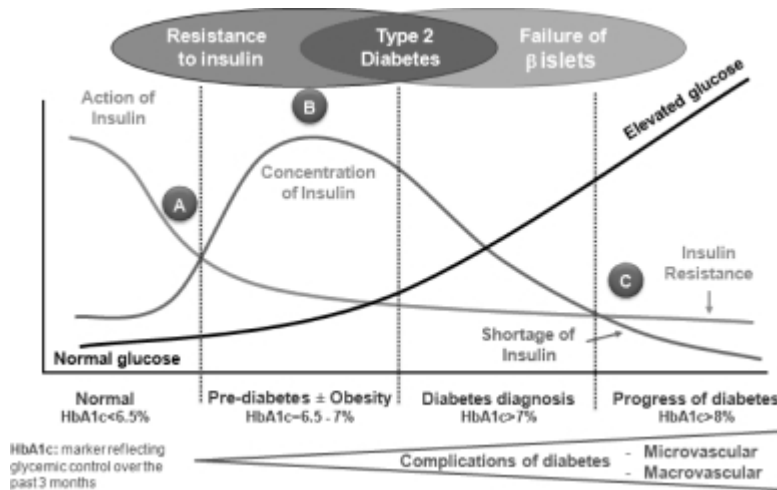 Resistance
to insulin
Type 2
Diabetes
Failure of
β islets
Action of
Insulin
B
Elevated glucose
Concentration
of Insulin
A
C
Insulin
Resistance
Shortage of
Insulin
Normal glucose
Normal
HbA1c<6.5%
Pre-diabetes ± Obesity
HbA1c=6.5 - 7%
Diabetes diagnosis
HbA1c>7%
Progress of diabetes
HbA1c>8%
HbA1c: marker reflecting
glycemic control over the
past 3 months
Complications of diabetes
- Microvascular
- Macrovascular